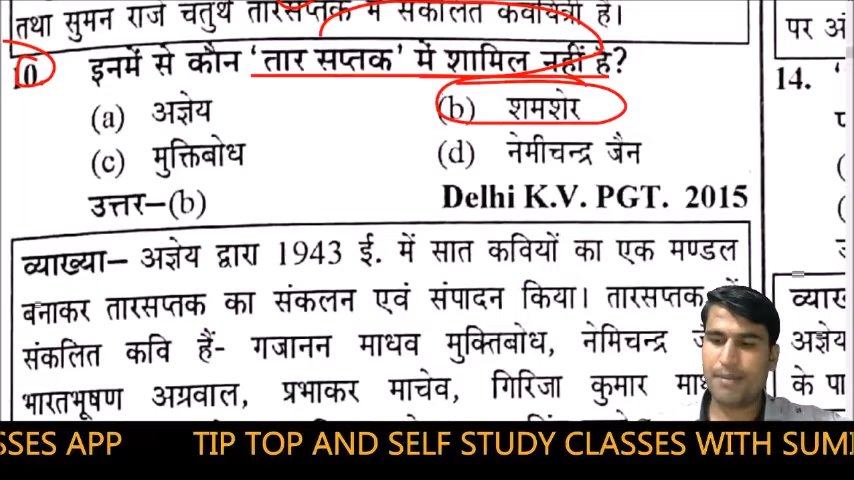 तथा सुमन राजे चतुर्थ तारसप्तक में संकलित कवयित्री हैं।
10 इनमें से कौन 'तार सप्तक' में शामिल नहीं है?
(a) अज्ञेय (b) शमशेर
(c) मुक्तिबोध (d) नेमीचन्द्र जैन
उत्तर–(b) Delhi K.V. PGT. 2015
व्याख्या– अज्ञेय द्वारा 1943 ई. में सात कवियों का एक मण्डल
बनाकर तारसप्तक का संकलन एवं संपादन किया। तारसप्तक
संकलित कवि हैं- गजानन माधव मुक्तिबोध, नेमिचन्द्र
भारतभूषण अग्रवाल, प्रभाकर माचेव, गिरिजा कुमार
पर
14.
अज्ञेय
के पा
SSES APP TIP TOP AND SELF STUDY CLASSES WITH SUMI